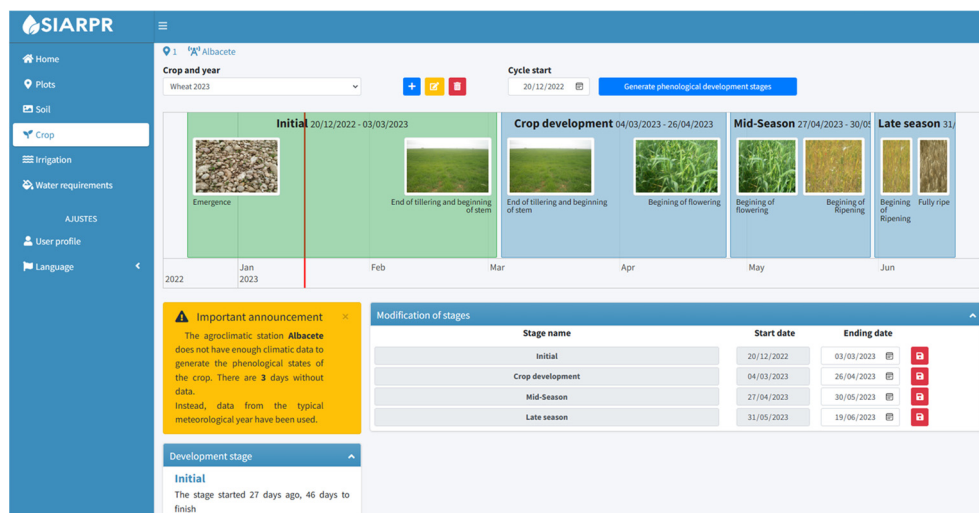 SIARPR
Home
Plots
Soil
Crop
Irrigation
Water requirements
AJUSTES
User profile
Language
1 Albacete
Crop and year
Wheat 2023
Cycle start
20/12/2022
Generate phenological development stages
Initial 20/12/2022 - 03/03/2023
Emergence
End of tillering and beginning
of stem
Crop development 04/03/2023 - 26/04/2023
End of tillering and beginning
of stem
Begining of flowering
Mid-Season 27/04/2023 - 30/05
Begining of
flowering
Begining of
Ripening
Late season 31/
Begining
of
Ripening
Fully ripe
Jan
Feb
Mar
Apr
May
Jun
2022
2023
Important announcement ×
The agroclimatic station Albacete
does not have enough climatic data to
generate the phenological states of
the crop. There are 3 days without
data.
Instead, data from the typical
meteorological year have been used.
Modification of stages
Stage name Start date Ending date
Initial 20/12/2022 03/03/2023
Crop development 04/03/2023 26/04/2023
Mid-Season 27/04/2023 30/05/2023
Late season 31/05/2023 19/06/2023
Development stage
Initial
The stage started 27 days ago, 46 days to
finish